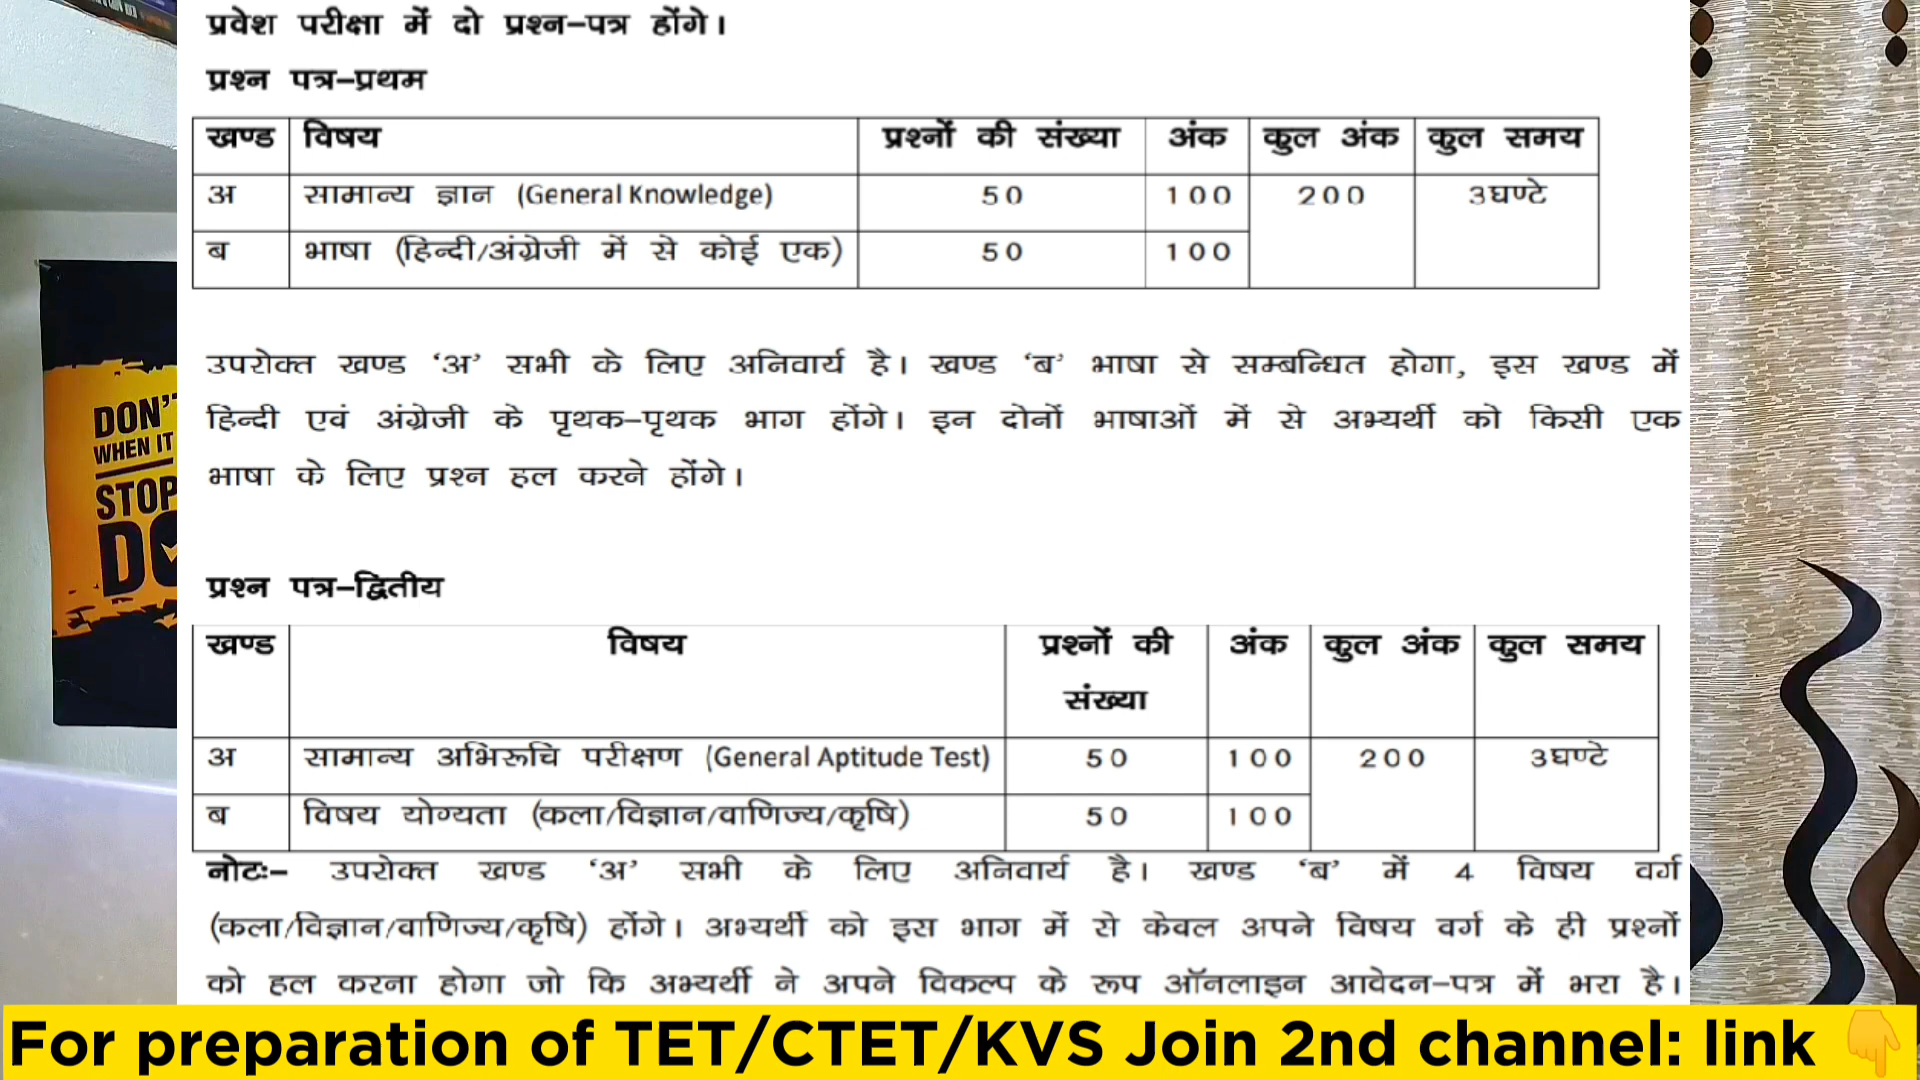 प्रवेश परीक्षा में दो प्रश्न–पत्र होंगे।
प्रश्न पत्र–प्रथम
खण्ड विषय प्रश्नों की संख्या अंक कुल अंक कुल समय
अ सामान्य ज्ञान (General Knowledge) 50 100 200 3घण्टे
ब भाषा (हिन्दी/अंग्रेजी में से कोई एक) 50 100
उपरोक्त खण्ड ‘अ’ सभी के लिए अनिवार्य है। खण्ड ‘ब’ भाषा से सम्बन्धित होगा, इस खण्ड में
हिन्दी एवं अंग्रेजी के पृथक–पृथक भाग होंगे। इन दोनों भाषाओं में से अभ्यर्थी को किसी एक
भाषा के लिए प्रश्न हल करने होंगे।
प्रश्न पत्र–द्वितीय
खण्ड विषय प्रश्नों की संख्या अंक कुल अंक कुल समय
अ सामान्य अभिरूचि परीक्षण (General Aptitude Test) 50 100 200 3घण्टे
ब विषय योग्यता (कला/विज्ञान/वाणिज्य/कृषि) 50 100
नोटः– उपरोक्त खण्ड ‘अ’ सभी के लिए अनिवार्य है। खण्ड ‘ब’ में 4 विषय वर्ग
(कला/विज्ञान/वाणिज्य/कृषि) होंगे। अभ्यर्थी को इस भाग में से केवल अपने विषय वर्ग के ही प्रश्नों
को हल करना होगा जो कि अभ्यर्थी ने अपने विकल्प के रूप ऑनलाइन आवेदन–पत्र में भरा है।
DON'
WHEN IT
STOP
For preparation of TET/CTET/KVS Join 2nd channel: link 👇